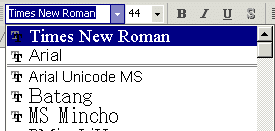 Times New Roman 44 B I U S
Times New Roman
Arial
Arial Unicode MS
Batang
MS Mincho